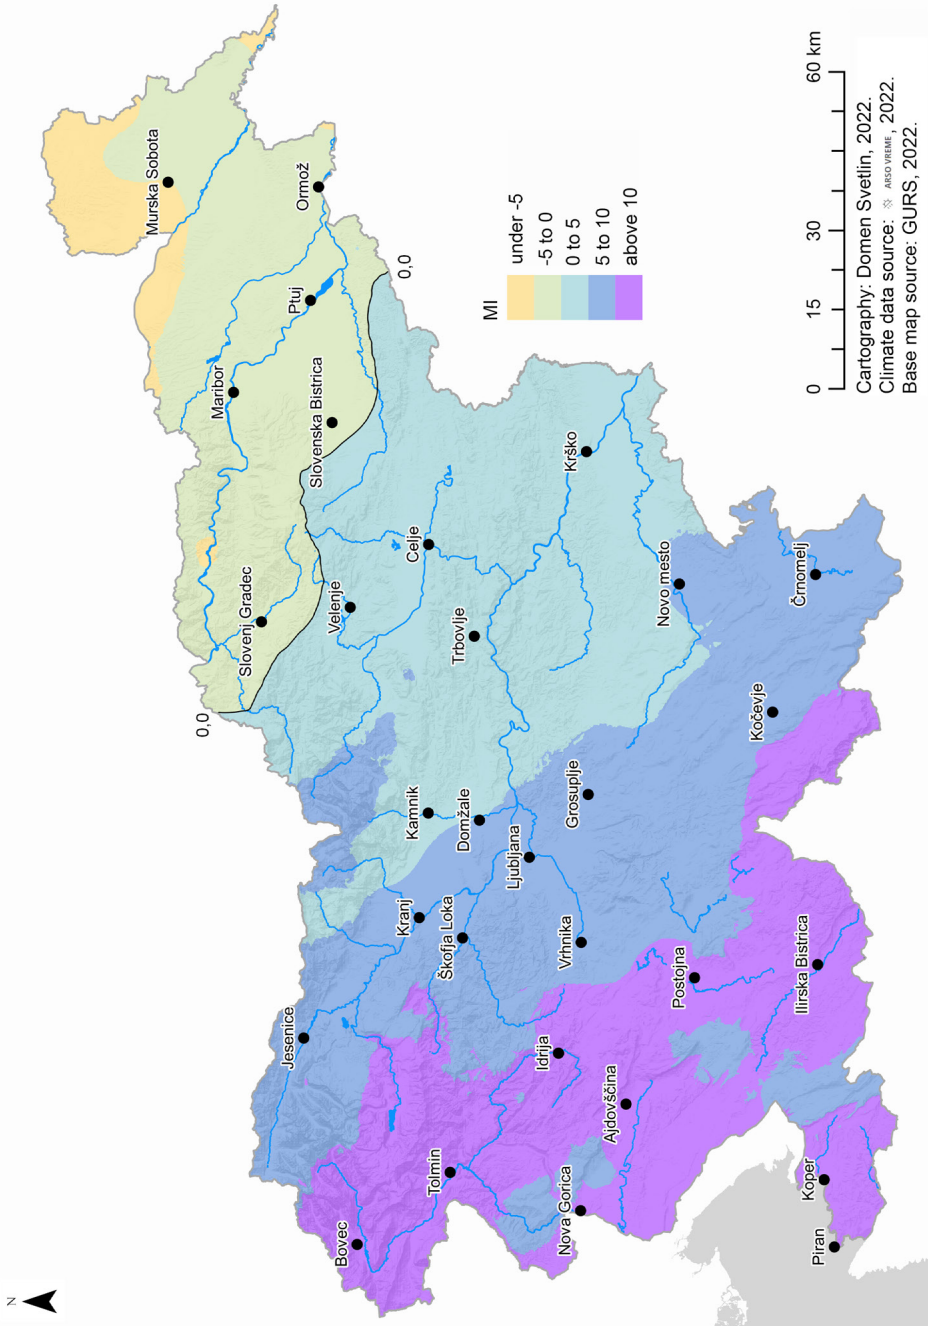 N
Murska Sobota
Ormož
Ptuj
Maribor
Slovenska Bistrica
Slovenj Gradec
Velenje
Celje
Krško
Trbovlje
Novo mesto
Črnomelj
Kočevje
Kamnik
Domžale
Grosuplje
Ljubljana
Kranj
Škofja Loka
Vrhnika
Jesenice
Postojna
Ilirska Bistrica
Idrija
Ajdovščina
Tolmin
Bovec
Nova Gorica
Koper
Piran
0,0
0,0
MI
under -5
-5 to 0
0 to 5
5 to 10
above 10
0 15 30 60 km
Cartography: Domen Svetlin, 2022.
Climate data source: ARSO VREME, 2022.
Base map source: GURS, 2022.